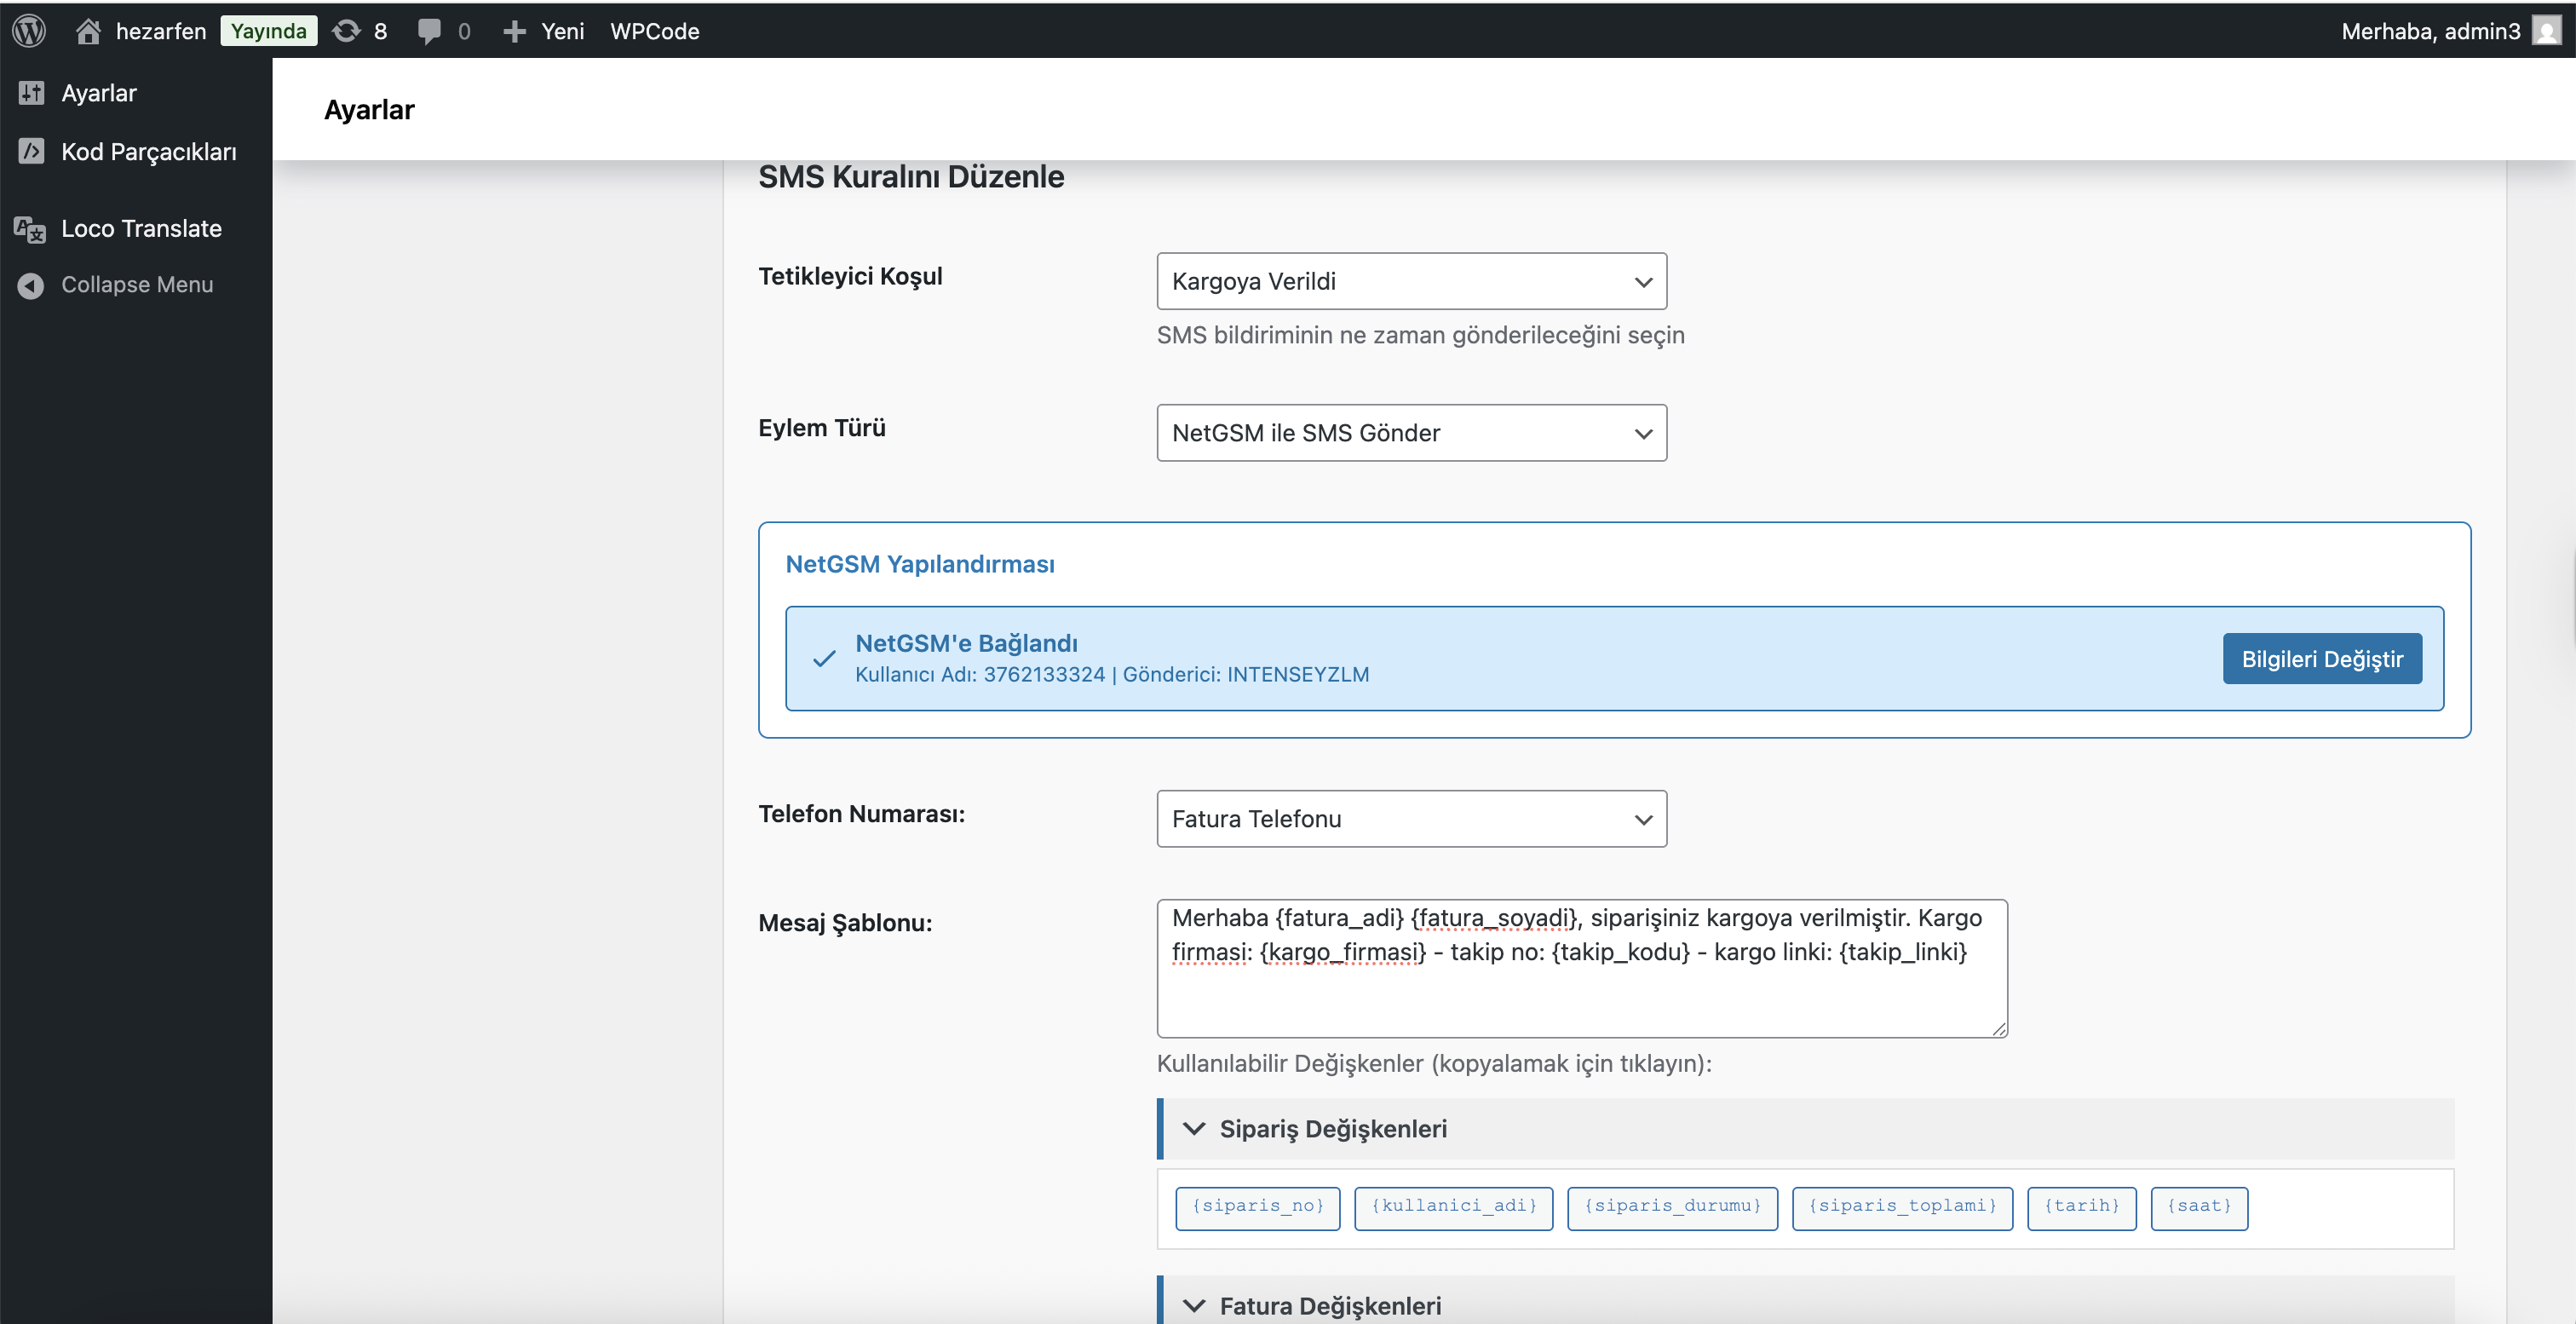 hezarfen Yayında 8 0 Yeni WPCode Merhaba, admin3
Ayarlar
Kod Parçacıkları
Loco Translate
Collapse Menu
Ayarlar
SMS Kuralını Düzenle
Tetikleyici Koşul
Kargoya Verildi
SMS bildiriminin ne zaman gönderileceğini seçin
Eylem Türü
NetGSM ile SMS Gönder
NetGSM Yapılandırması
NetGSM'e Bağlandı
Kullanıcı Adı: 3762133324 | Gönderici: INTENSEYZLM
Bilgileri Değiştir
Telefon Numarası:
Fatura Telefonu
Mesaj Şablonu:
Merhaba {fatura_adi} {fatura_soyadi}, siparişiniz kargoya verilmiştir. Kargo
firmasi: {kargo_firmasi} - takip no: {takip_kodu} - kargo linki: {takip_linki}
Kullanılabilir Değişkenler (kopyalamak için tıklayın):
Sipariş Değişkenleri
{siparis_no} {kullanici_adi} {siparis_durumu} {siparis_toplami} {tarih} {saat}
Fatura Değişkenleri